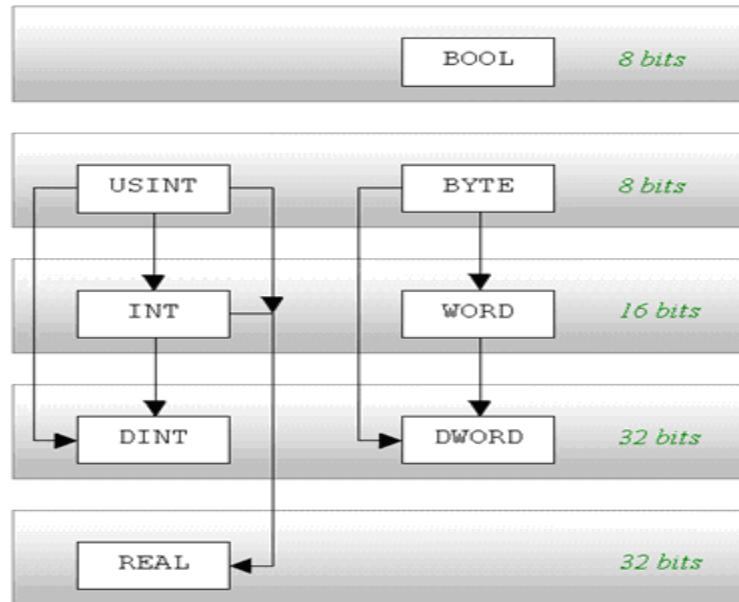 BOOL 8 bits
USINT BYTE 8 bits
INT WORD 16 bits
DINT DWORD 32 bits
REAL 32 bits